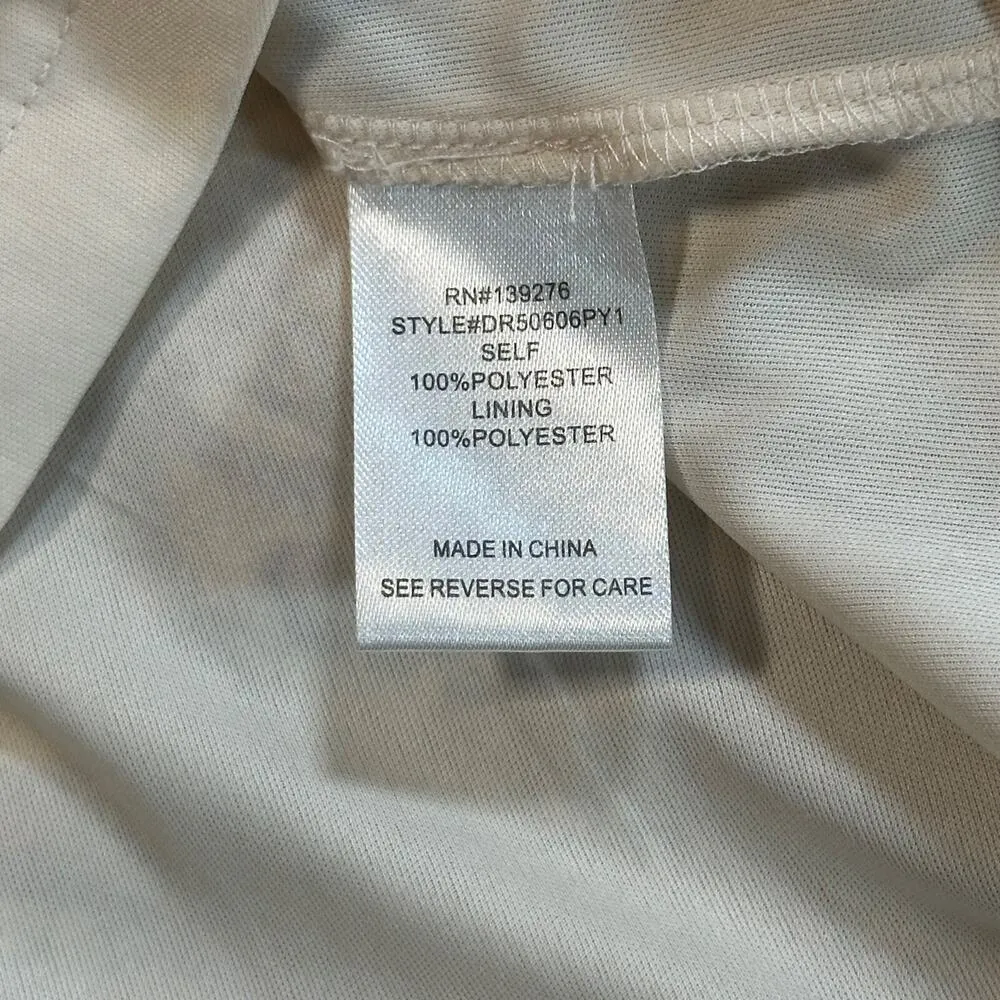 RN#139276
STYLE#DR50606PY1
SELF
100%POLYESTER
LINING
100%POLYESTER
MADE IN CHINA
SEE REVERSE FOR CARE